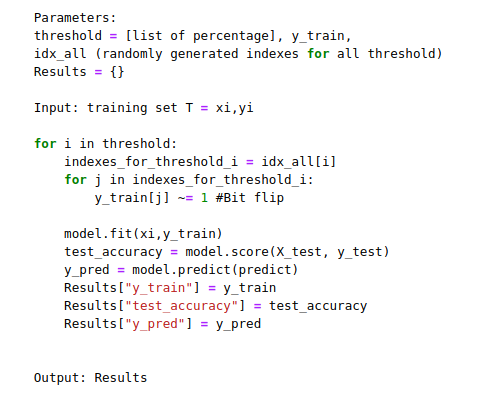 Parameters:
threshold = [list of percentage], y_train,
idx_all (randomly generated indexes for all threshold)
Results = {}
Input: training set T = xi,yi
for i in threshold:
    indexes_for_threshold_i = idx_all[i]
    for j in indexes_for_threshold_i:
        y_train[j] ~= 1 #Bit flip
    model.fit(xi,y_train)
    test_accuracy = model.score(X_test, y_test)
    y_pred = model.predict(predict)
    Results["y_train"] = y_train
    Results["test_accuracy"] = test_accuracy
    Results["y_pred"] = y_pred
Output: Results